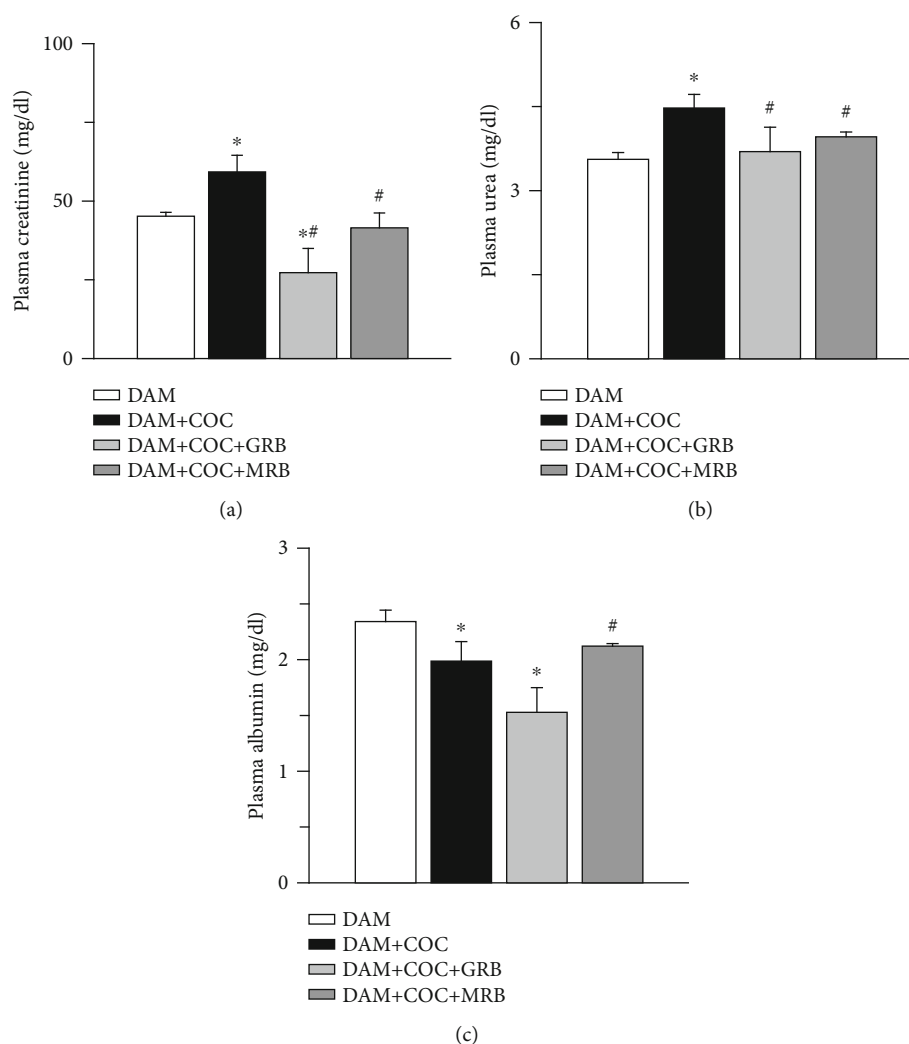 100
50
0
Plasma creatinine (mg/dl)
*
*#
#
DAM
DAM+COC
DAM+COC+GRB
DAM+COC+MRB
(a)
6
3
0
Plasma urea (mg/dl)
*
#
#
DAM
DAM+COC
DAM+COC+GRB
DAM+COC+MRB
(b)
3
2
1
0
Plasma albumin (mg/dl)
*
*
#
DAM
DAM+COC
DAM+COC+GRB
DAM+COC+MRB
(c)